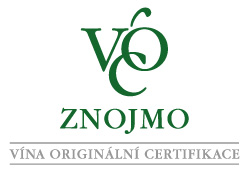 VOC
ZNOJMO
VÍNA ORIGINÁLNÍ CERTIFIKACE